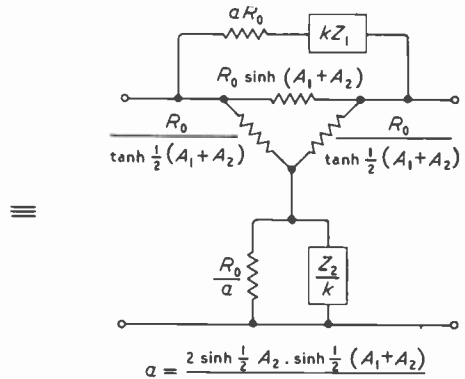 aR₀
kZ₁
R₀ sinh (A₁+A₂)
R₀ / tanh ½ (A₁+A₂)
R₀ / tanh ½ (A₁+A₂)
≡
R₀ / a
Z₂ / k
a = 2 sinh ½ A₂ . sinh ½ (A₁+A₂)